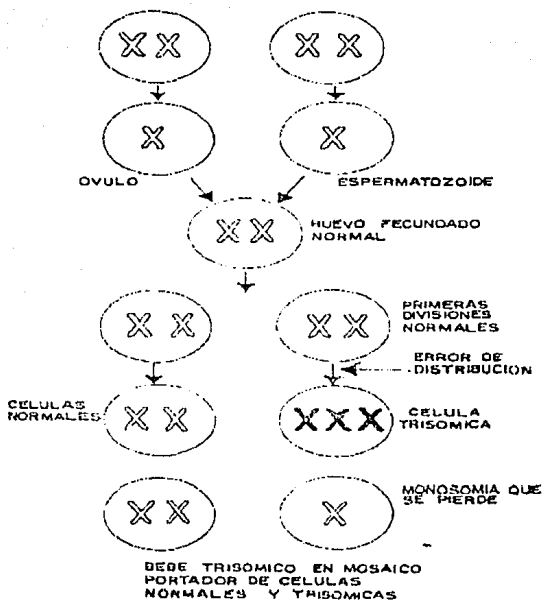 OVULO
ESPERMATOZOIDE
HUEVO FECUNDADO
NORMAL
PRIMERAS
DIVISIONES
NORMALES
ERROR DE
DISTRIBUCION
CELULAS
NORMALES
CELULA
TRISOMICA
MONOSOMIA QUE
SE PIERDE
BEBE TRISOMICO EN MOSAICO
PORTADOR DE CELULAS
NORMALES Y TRISOMICAS